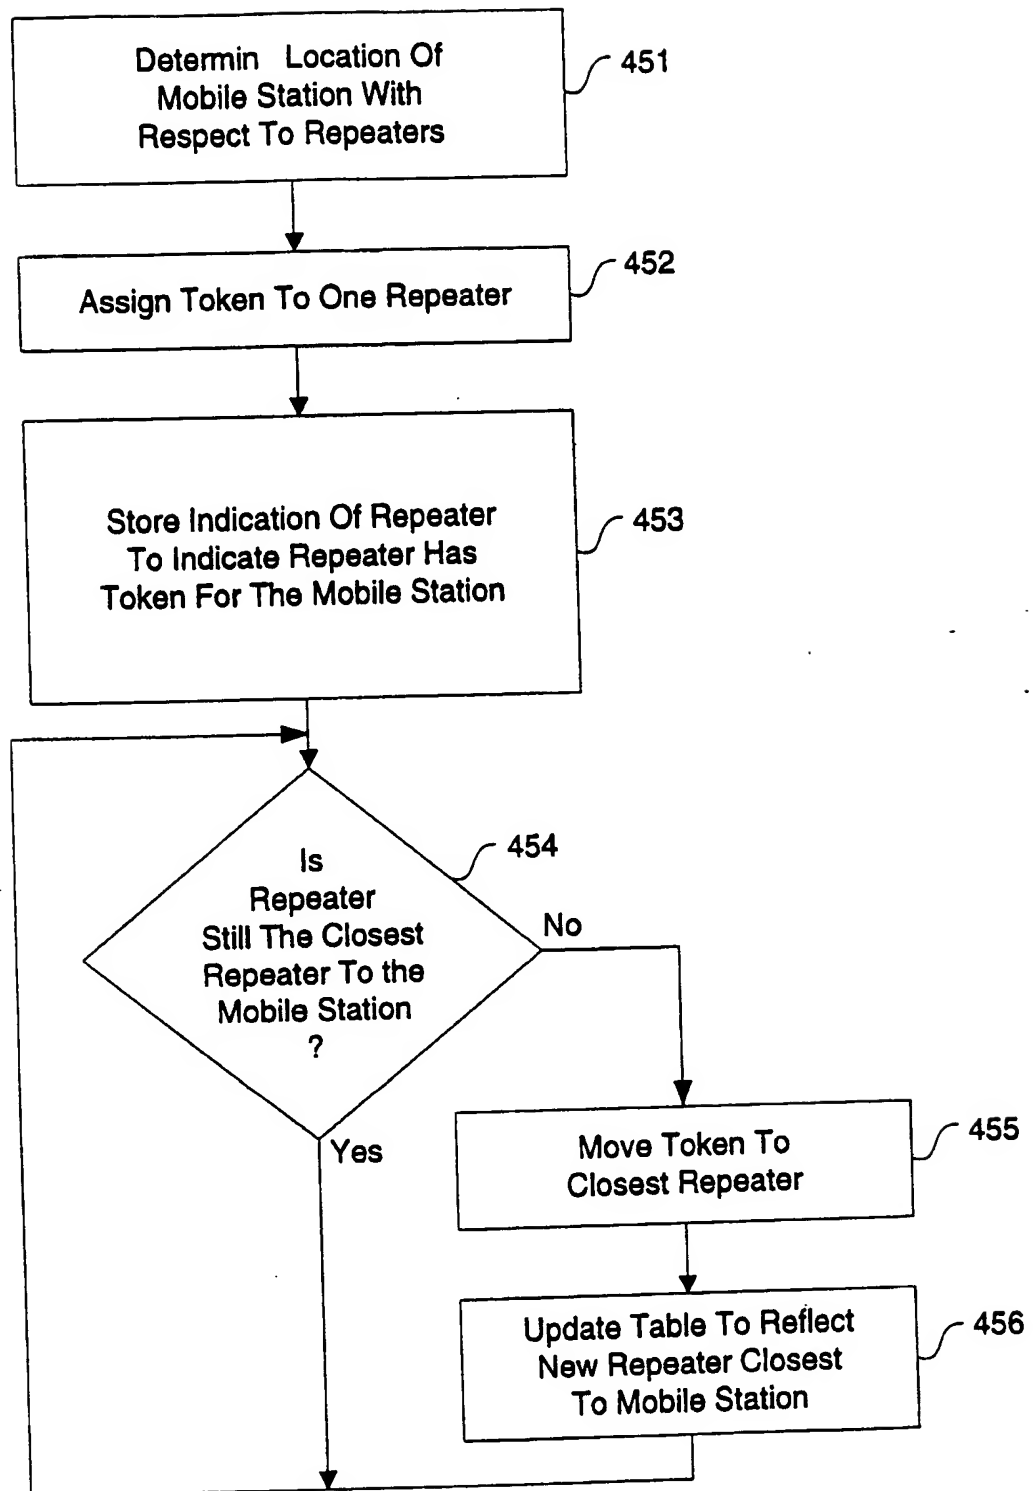 Determin Location Of
Mobile Station With
Respect To Repeaters
451
Assign Token To One Repeater
452
Store Indication Of Repeater
To Indicate Repeater Has
Token For The Mobile Station
453
Is
Repeater
Still The Closest
Repeater To the
Mobile Station
?
454
No
Yes
Move Token To
Closest Repeater
455
Update Table To Reflect
New Repeater Closest
To Mobile Station
456